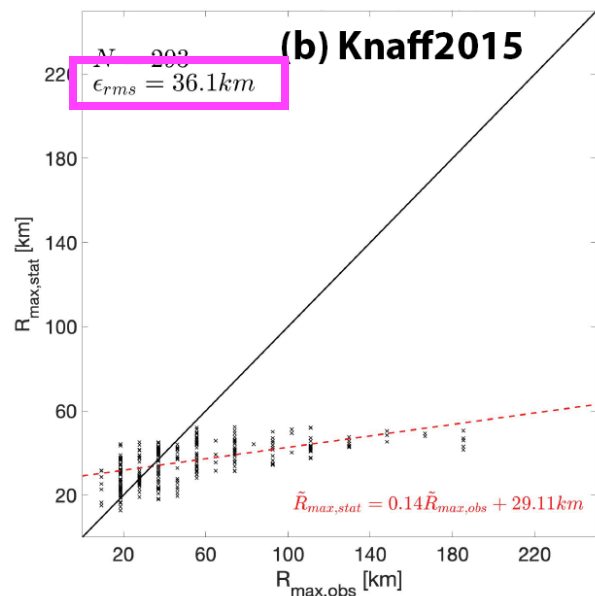 (b) Knaff2015
N = 293
ϵ_rms = 36.1km
220
180
140
100
60
20
R_max,stat [km]
R̃_max,stat = 0.14R̃_max,obs + 29.11km
20 60 100 140 180 220
R_max,obs [km]